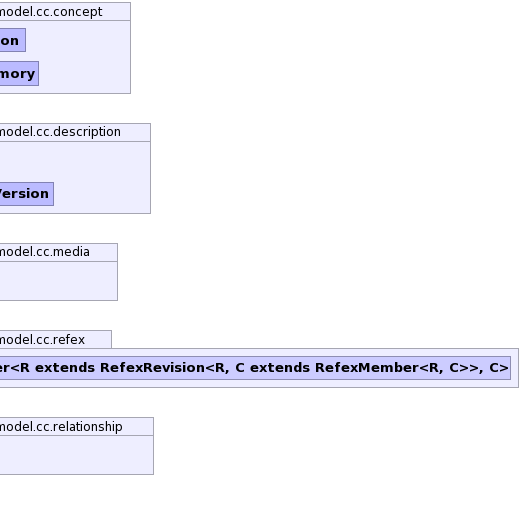 model.cc.concept
on
mory
model.cc.description
Version
model.cc.media
model.cc.refex
er<R extends RefexRevision<R, C extends RefexMember<R, C>>, C>
model.cc.relationship